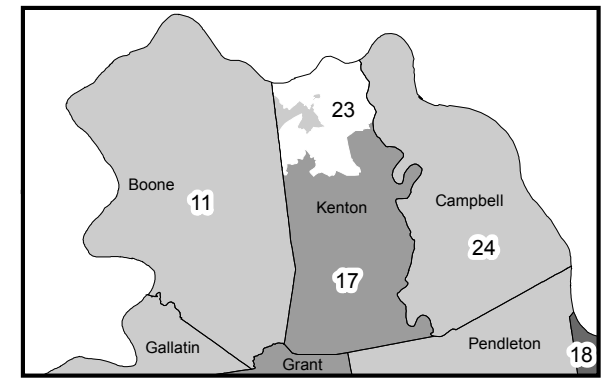 23
Boone
11
Kenton
Campbell
24
17
Gallatin
Grant
Pendleton
18